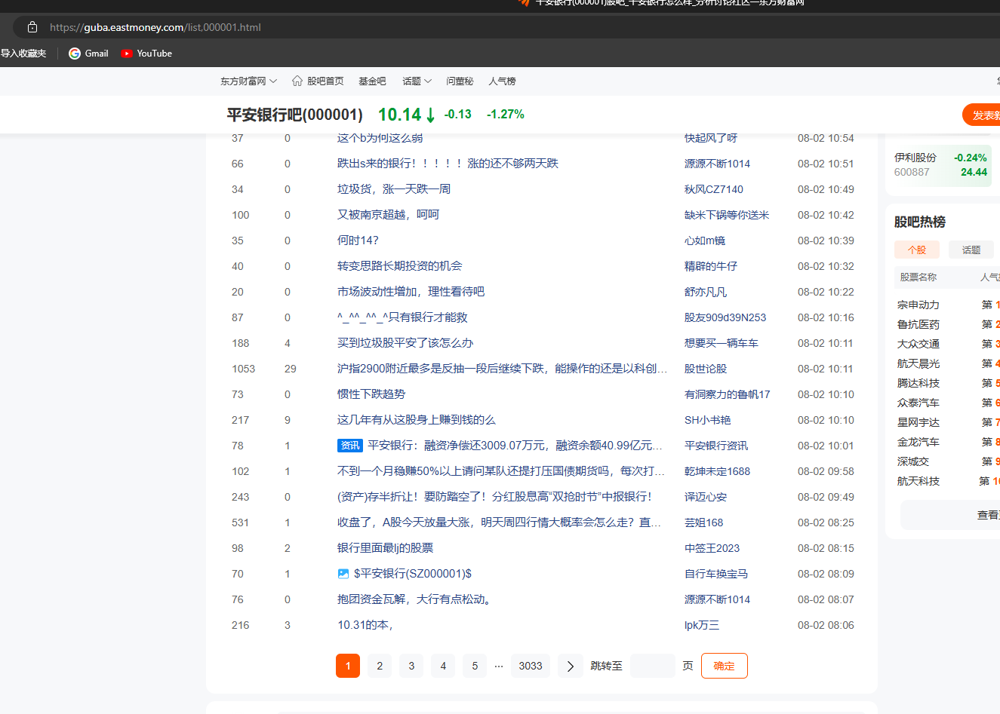 平安银行(000001)股吧_平安银行怎么样_分析讨论社区—东方财富网
https://guba.eastmoney.com/list,000001.html
导入收藏夹 Gmail YouTube
东方财富网 股吧首页 基金吧 话题 问董秘 人气榜
平安银行吧(000001) 10.14 ↓ -0.13 -1.27%
发表新
37 0 这个b为何这么弱 快起风了呀 08-02 10:54
66 0 跌出s来的银行！！！！！涨的还不够两天跌 源源不断1014 08-02 10:51
34 0 垃圾货，涨一天跌一周 秋风CZ7140 08-02 10:49
100 0 又被南京超越，呵呵 缺米下锅等你送米 08-02 10:42
35 0 何时14? 心如m镜 08-02 10:39
40 0 转变思路长期投资的机会 精辟的牛仔 08-02 10:32
20 0 市场波动性增加，理性看待吧 舒亦凡凡 08-02 10:22
87 0 ^_^^_^^_^只有银行才能救 股友909d39N253 08-02 10:16
188 4 买到垃圾股平安了该怎么办 想要买一辆车车 08-02 10:11
1053 29 沪指2900附近最多是反抽一段后继续下跌，能操作的还是以科创... 股世论股 08-02 10:11
73 0 惯性下跌趋势 有洞察力的鲁帆17 08-02 10:10
217 9 这几年有从这股身上赚到钱的么 SH小书艳 08-02 10:10
78 1 资讯 平安银行：融资净偿还3009.07万元，融资余额40.99亿元... 平安银行资讯 08-02 10:01
102 1 不到一个月稳赚50%以上请问某队还提打压国债期货吗，每次打... 乾坤未定1688 08-02 09:58
243 0 (资产)存半折让！要防踏空了！分红股息高“双抢时节”中报银行！ 译迈心安 08-02 09:49
531 1 收盘了，A股今天放量大涨，明天周四行情大概率会怎么走？直... 芸姐168 08-02 08:25
98 2 银行里面最lj的股票 中签王2023 08-02 08:15
70 1 $平安银行(SZ000001)$ 自行车换宝马 08-02 08:09
76 0 抱团资金瓦解，大行有点松动。 源源不断1014 08-02 08:07
216 3 10.31的本， lpk万三 08-02 08:06
1 2 3 4 5 ... 3033 跳转至 页 确定
伊利股份 -0.24%
600887 24.44
股吧热榜
个股 话题
股票名称 人气
宗申动力 第 1
鲁抗医药 第 2
大众交通 第 3
航天晨光 第 4
腾达科技 第 5
众泰汽车 第 6
星网宇达 第 7
金龙汽车 第 8
深城交 第 9
航天科技 第 10
查看